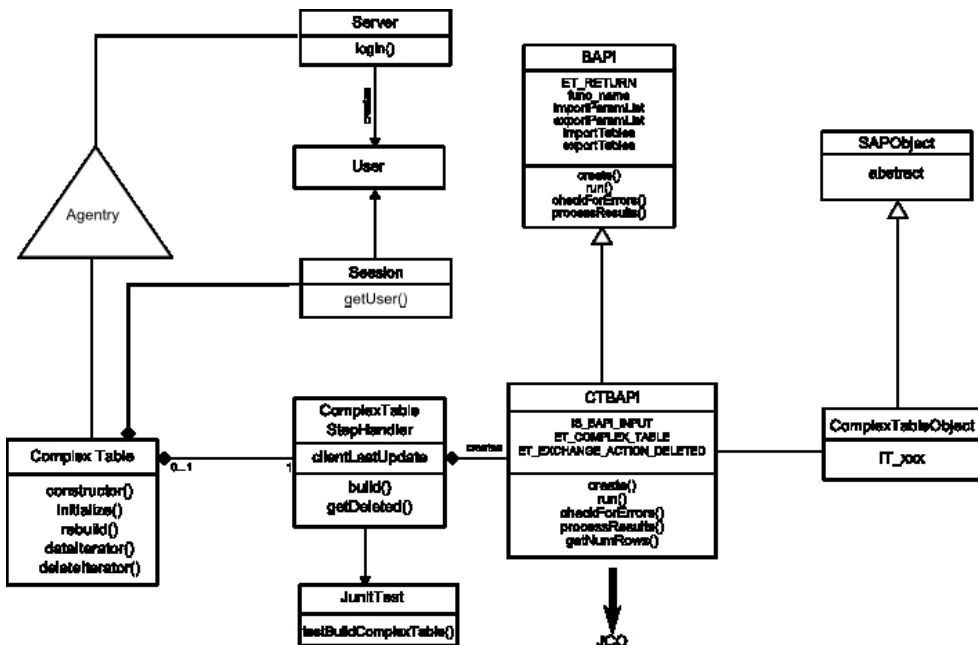 Server
login()
creates
User
Agentry
Session
getUser()
BAPI
ET_RETURN
func_name
importParamList
exportParamList
importTables
exportTables
create()
run()
checkForErrors()
processResults()
SAPObject
abstract
Complex Table
constructor()
initialize()
rebuild()
dataIterator()
deleteIterator()
0...1
1
ComplexTable
StepHandler
clientLastUpdate
build()
getDeleted()
creates
CTBAPI
IS_BAPI_INPUT
ET_COMPLEX_TABLE
ET_EXCHANGE_ACTION_DELETED
create()
run()
checkForErrors()
processResults()
getNumRows()
ComplexTableObject
IT_xxx
JunitTest
testBuildComplexTable()
JCO